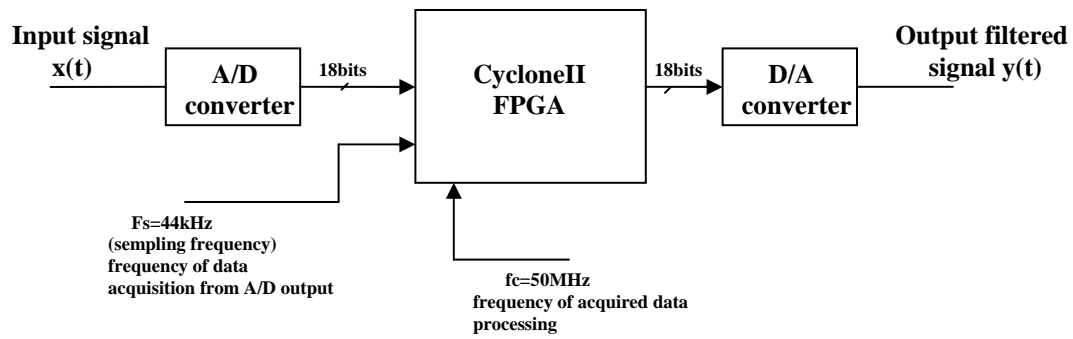 Input signal
x(t)
A/D
converter
18bits
CycloneII
FPGA
18bits
D/A
converter
Output filtered
signal y(t)
Fs=44kHz
(sempling frequency)
frequency of data
acquisition from A/D output
fc=50MHz
frequency of acquired data
processing